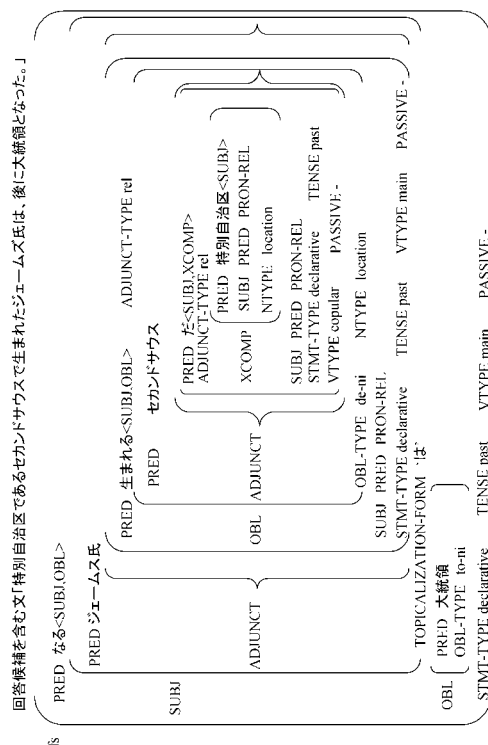 回答候補を含む文「特別自治区であるセカンドサウスで生まれたジェームズ氏は、後に大統領となった。」
fs
PRED なる<SUBJ,OBL>
SUBJ
PRED ジェームス氏
ADJUNCT
PRED 生まれる<SUBJ,OBL> ADJUNCT-TYPE rel
OBL
PRED セカンドサウス
ADJUNCT
PRED だ<SUBJ,XCOMP>
ADJUNCT-TYPE rel
XCOMP
PRED 特別自治区<SUBJ>
SUBJ PRED PRON-REL
NTYPE location
SUBJ PRED PRON-REL
STMT-TYPE declarative TENSE past
VTYPE copular PASSIVE -
OBL-TYPE de-ni NTYPE location
SUBJ PRED PRON-REL
STMT-TYPE declarative TENSE past VTYPE main PASSIVE -
TOPICALIZATION-FORM 'は'
OBL
PRED 大統領
OBL-TYPE to-ni
STMT-TYPE declarative TENSE past VTYPE main PASSIVE -